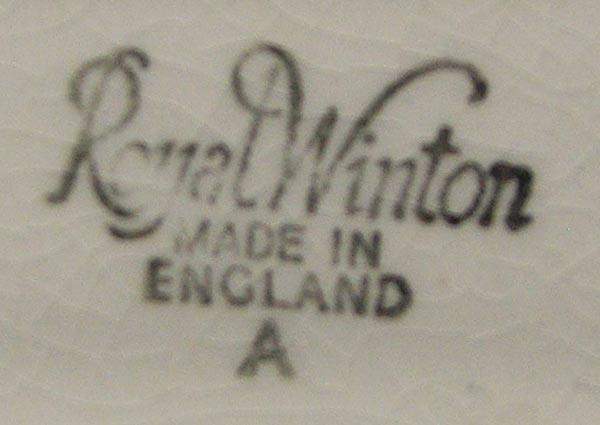 Royal Winton
MADE IN
ENGLAND
A